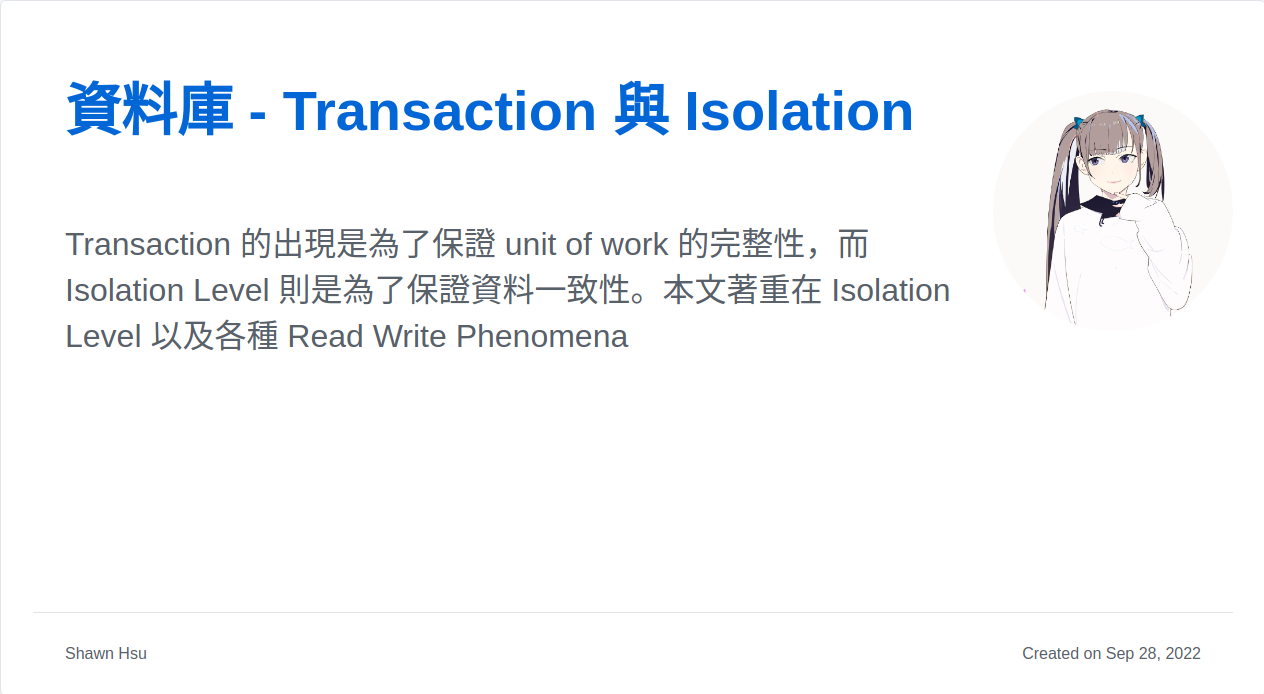 資料庫 - Transaction 與 Isolation
Transaction 的出現是為了保證 unit of work 的完整性，而
Isolation Level 則是為了保證資料一致性。本文著重在 Isolation
Level 以及各種 Read Write Phenomena
Shawn Hsu
Created on Sep 28, 2022